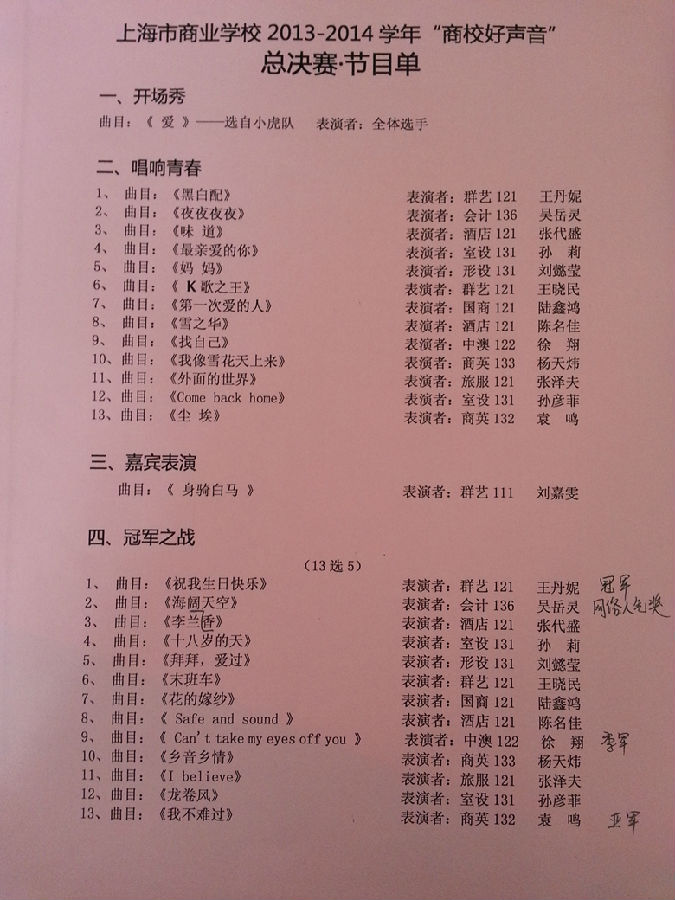 上海市商业学校 2013-2014 学年“商校好声音”
总决赛·节目单
一、开场秀
曲目：《 爱 》——选自小虎队 表演者：全体选手
二、唱响青春
1、 曲目：《黑白配》 表演者：群艺 121 王丹妮
2、 曲目：《夜夜夜夜》 表演者：会计 136 吴岳灵
3、 曲目：《味 道》 表演者：酒店 121 张代盛
4、 曲目：《最亲爱的你》 表演者：室设 131 孙 莉
5、 曲目：《妈 妈》 表演者：形设 131 刘懿莹
6、 曲目：《 K歌之王》 表演者：群艺 121 王晓民
7、 曲目：《第一次爱的人》 表演者：国商 121 陆鑫鸿
8、 曲目：《雪之华》 表演者：酒店 121 陈名佳
9、 曲目：《找自己》 表演者：中澳 122 徐 翔
10、 曲目：《我像雪花天上来》 表演者：商英 133 杨天炜
11、 曲目：《外面的世界》 表演者：旅服 121 张泽夫
12、 曲目：《Come back home》 表演者：室设 131 孙彦菲
13、 曲目：《尘 埃》 表演者：商英 132 袁 鸣
三、嘉宾表演
曲目：《 身骑白马 》 表演者：群艺 111 刘嘉雯
四、冠军之战
（13 选 5）
1、 曲目：《祝我生日快乐》 表演者：群艺 121 王丹妮 冠军
2、 曲目：《海阔天空》 表演者：会计 136 吴岳灵 网络人气奖
3、 曲目：《李兰香》 表演者：酒店 121 张代盛
4、 曲目：《十八岁的天》 表演者：室设 131 孙 莉
5、 曲目：《拜拜，爱过》 表演者：形设 131 刘懿莹
6、 曲目：《末班车》 表演者：群艺 121 王晓民
7、 曲目：《花的嫁纱》 表演者：国商 121 陆鑫鸿
8、 曲目：《 Safe and sound 》 表演者：酒店 121 陈名佳
9、 曲目：《 Can't take my eyes off you 》 表演者：中澳 122 徐 翔 季军
10、 曲目：《乡音乡情》 表演者：商英 133 杨天炜
11、 曲目：《I believe》 表演者：旅服 121 张泽夫
12、 曲目：《龙卷风》 表演者：室设 131 孙彦菲
13、 曲目：《我不难过》 表演者：商英 132 袁 鸣 亚军